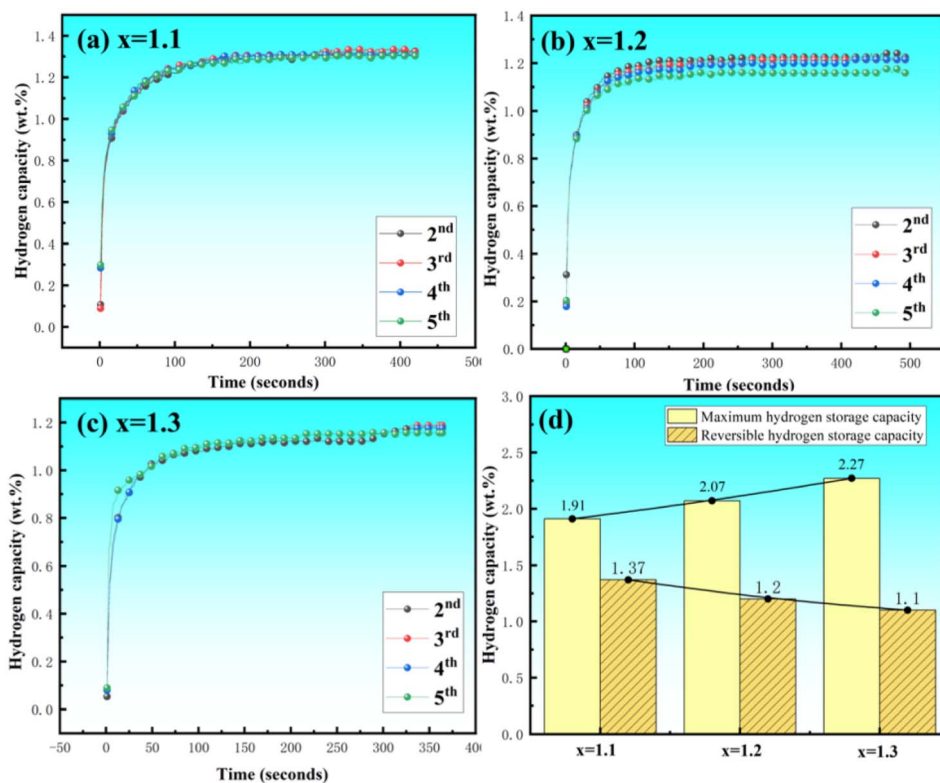 (a) x=1.1
Hydrogen capacity (wt.%)
1.4
1.2
1.0
0.8
0.6
0.4
0.2
0.0
2nd
3rd
4th
5th
0 100 200 300 400 500
Time (seconds)
(b) x=1.2
Hydrogen capacity (wt.%)
1.4
1.2
1.0
0.8
0.6
0.4
0.2
0.0
2nd
3rd
4th
5th
0 100 200 300 400 500
Time (seconds)
(c) x=1.3
Hydrogen capacity (wt.%)
1.2
1.0
0.8
0.6
0.4
0.2
0.0
2nd
3rd
4th
5th
-50 0 50 100 150 200 250 300 350 400
Time (seconds)
(d)
Maximum hydrogen storage capacity
Reversible hydrogen storage capacity
Hydrogen capacity (wt.%)
3.0
2.5
2.0
1.5
1.0
0.5
0.0
1.91
2.07
2.27
1.37
1.2
1.1
x=1.1 x=1.2 x=1.3